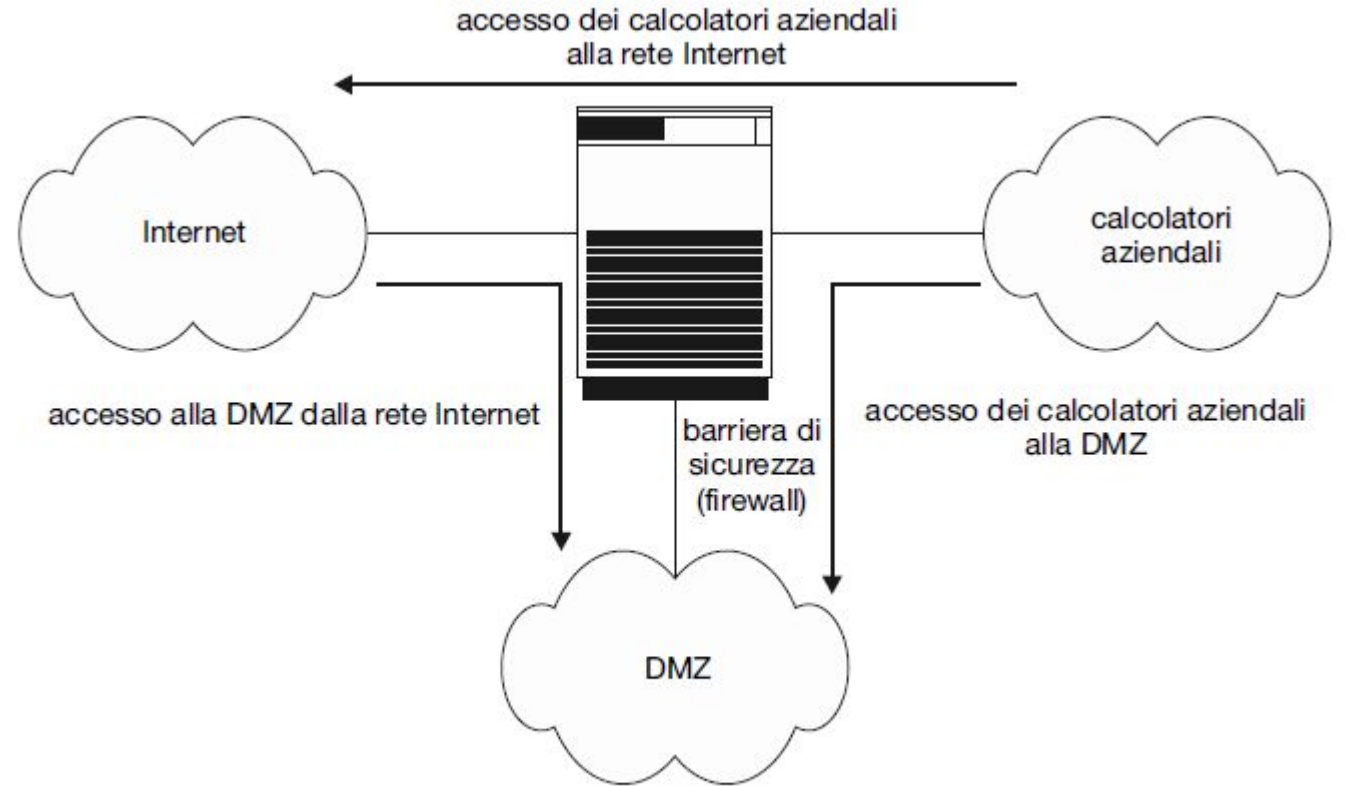 accesso dei calcolatori aziendali
alla rete Internet
Internet
calcolatori
aziendali
accesso alla DMZ dalla rete Internet
barriera di
sicurezza
(firewall)
accesso dei calcolatori aziendali
alla DMZ
DMZ